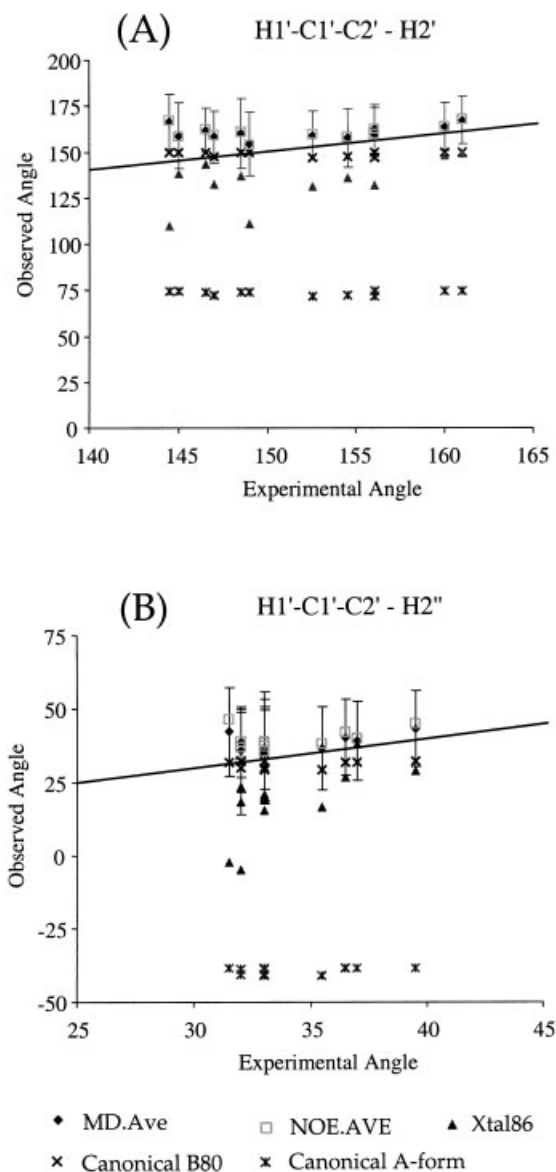 (A) H1'-C1'-C2' - H2'
175
150
125
100
75
50
25
0
Observed Angle
140 145 150 155 160 165
Experimental Angle
(B) H1'-C1'-C2' - H2"
75
50
25
0
-25
-50
Observed Angle
25 30 35 40 45
Experimental Angle
MD.Ave NOE.AVE Xtal86
Canonical B80 Canonical A-form